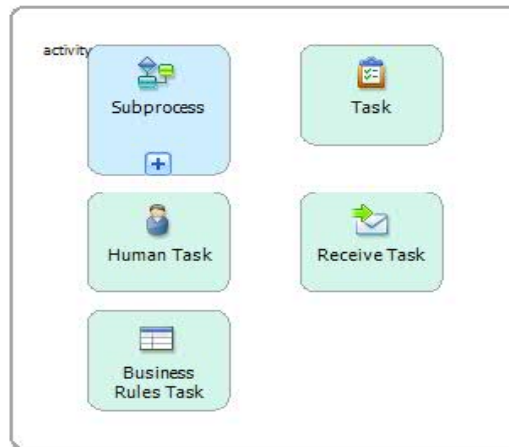 activity
Subprocess
Task
Human Task
Receive Task
Business
Rules Task